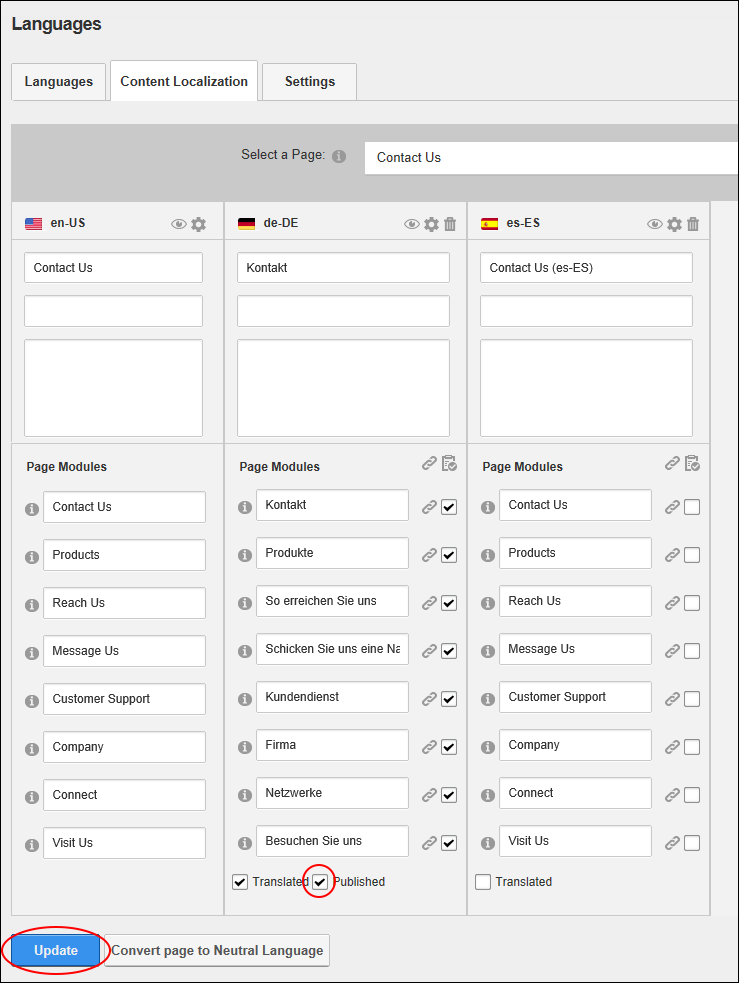 Languages
Languages Content Localization Settings
Select a Page: Contact Us
en-US de-DE es-ES
Contact Us Kontakt Contact Us (es-ES)
Page Modules Page Modules Page Modules
Contact Us Kontakt Contact Us
Products Produkte Products
Reach Us So erreichen Sie uns Reach Us
Message Us Schicken Sie uns eine Na Message Us
Customer Support Kundendienst Customer Support
Company Firma Company
Connect Netzwerke Connect
Visit Us Besuchen Sie uns Visit Us
Translated Published Translated
Update Convert page to Neutral Language